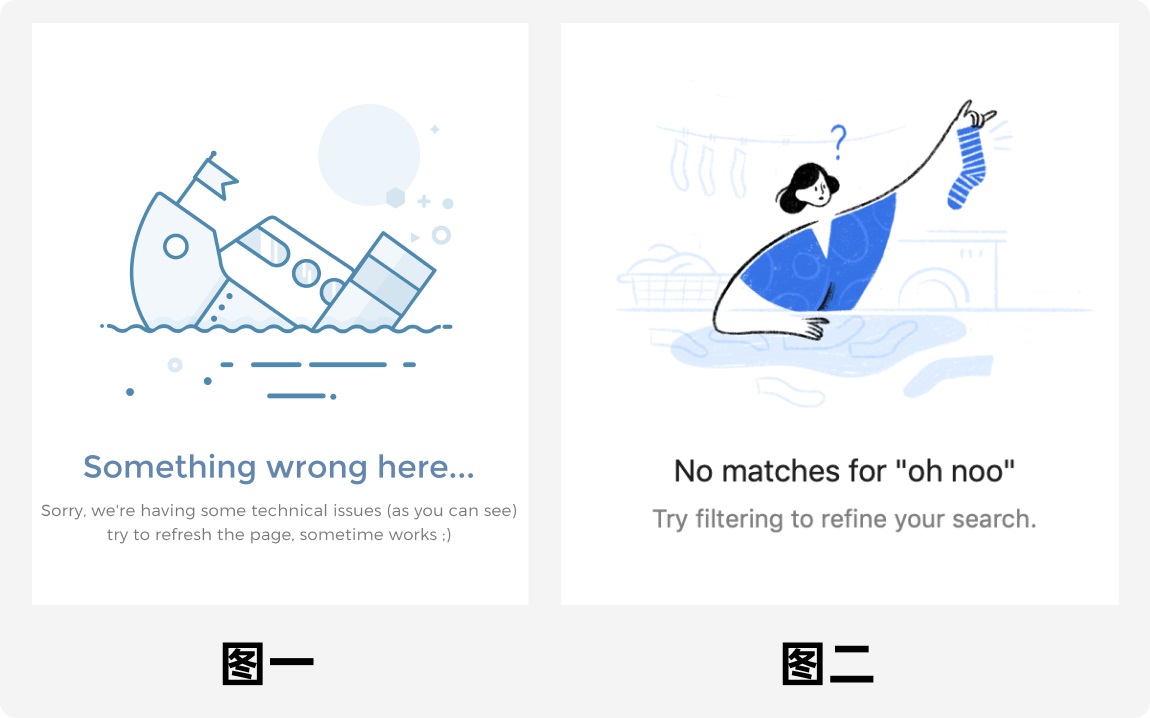 Something wrong here...
Sorry, we're having some technical issues (as you can see)
try to refresh the page, sometime works ;)
图一
?
No matches for "oh noo"
Try filtering to refine your search.
图二